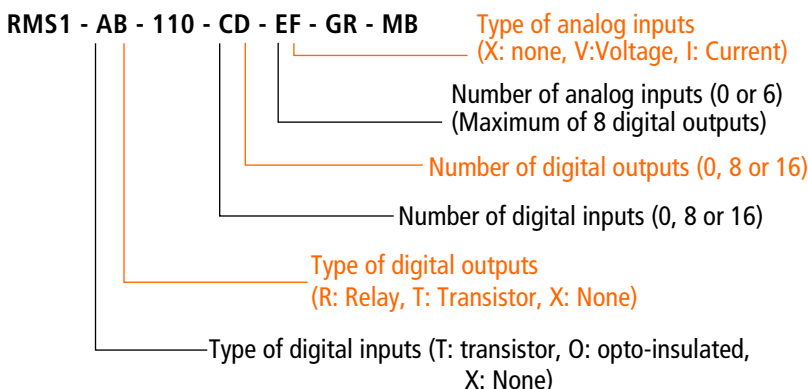 RMS1 - AB - 110 - CD - EF - GR - MB
Type of analog inputs
(X: none, V:Voltage, I: Current)
Number of analog inputs (0 or 6)
(Maximum of 8 digital outputs)
Number of digital outputs (0, 8 or 16)
Number of digital inputs (0, 8 or 16)
Type of digital outputs
(R: Relay, T: Transistor, X: None)
Type of digital inputs (T: transistor, O: opto-insulated,
X: None)